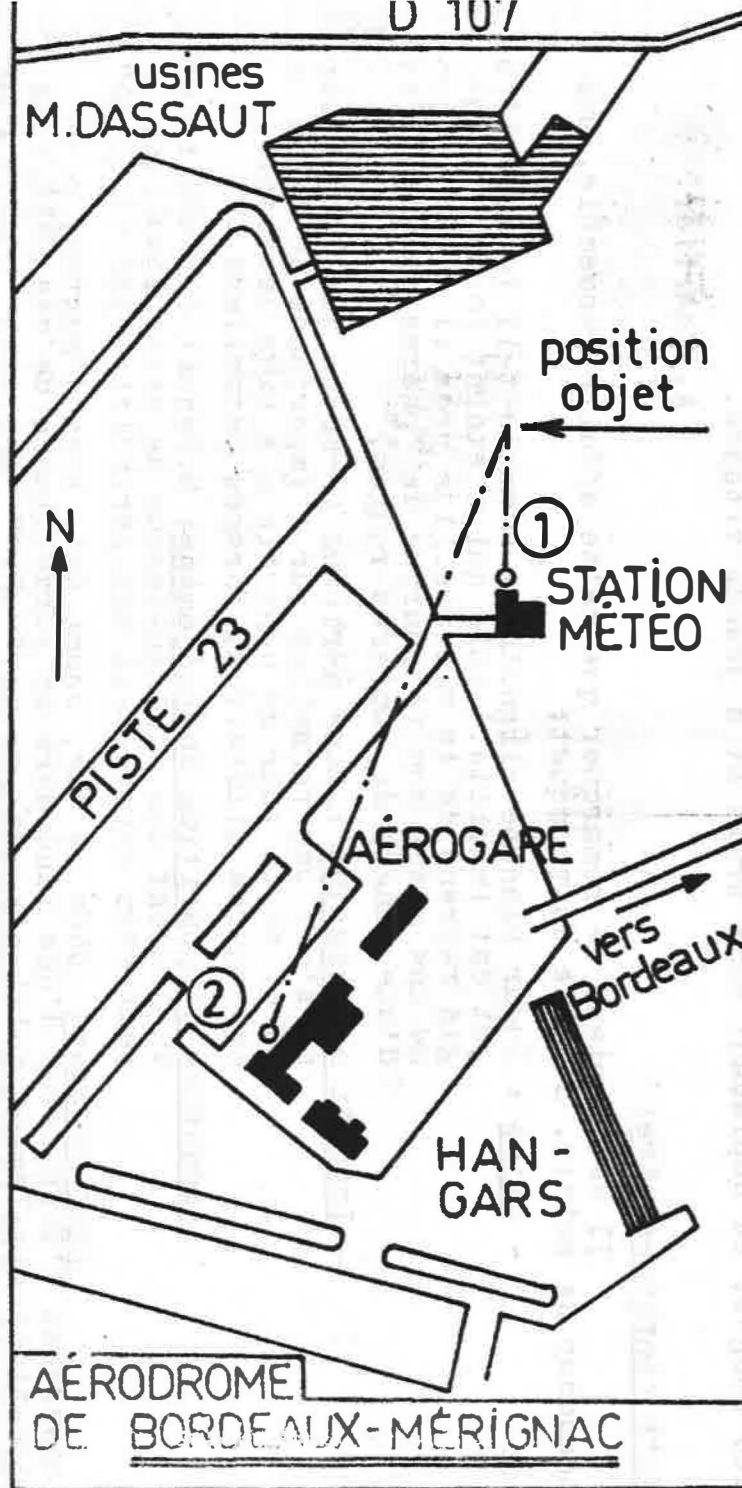 D 107
usines
M.DASSAUT
position
objet
N
1
STATION
MÉTÉO
PISTE 23
AÉROGARE
vers
Bordeaux
2
HAN-
GARS
AÉRODROME
DE BORDEAUX-MÉRIGNAC